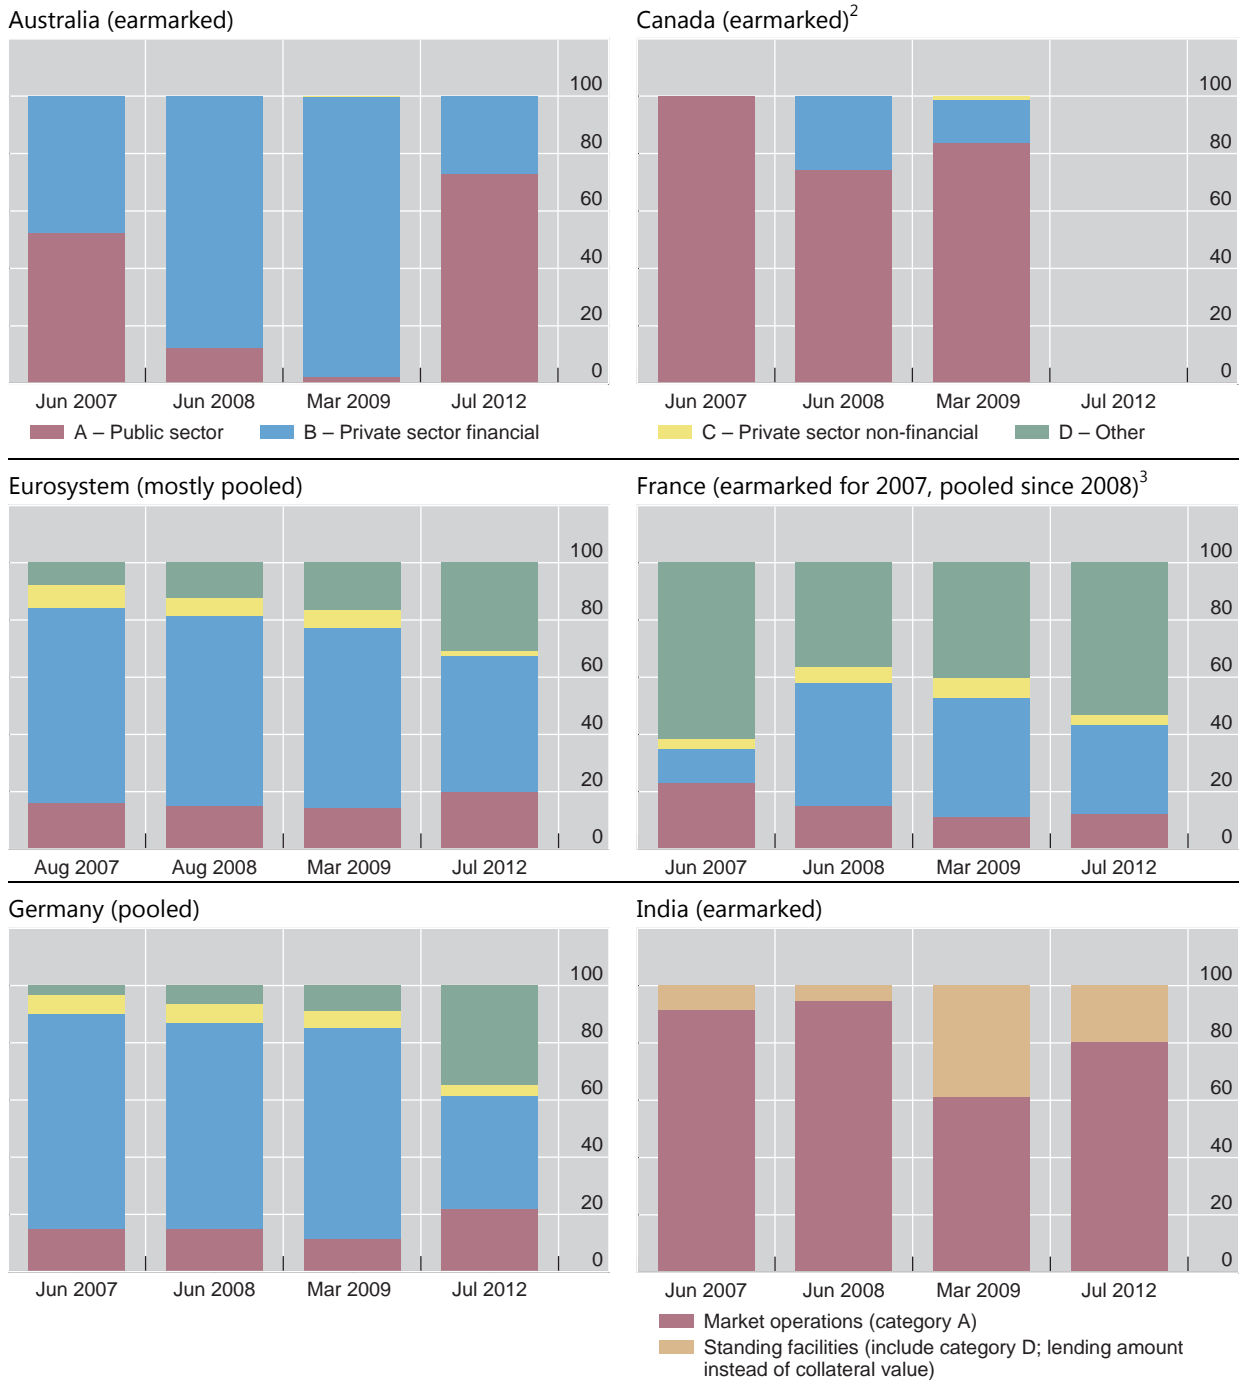 Australia (earmarked)
100
80
60
40
20
0
Jun 2007 Jun 2008 Mar 2009 Jul 2012
Canada (earmarked)2
100
80
60
40
20
0
Jun 2007 Jun 2008 Mar 2009 Jul 2012
A – Public sector B – Private sector financial C – Private sector non-financial D – Other
Eurosystem (mostly pooled)
100
80
60
40
20
0
Aug 2007 Aug 2008 Mar 2009 Jul 2012
France (earmarked for 2007, pooled since 2008)3
100
80
60
40
20
0
Jun 2007 Jun 2008 Mar 2009 Jul 2012
Germany (pooled)
100
80
60
40
20
0
Jun 2007 Jun 2008 Mar 2009 Jul 2012
India (earmarked)
100
80
60
40
20
0
Jun 2007 Jun 2008 Mar 2009 Jul 2012
Market operations (category A)
Standing facilities (include category D; lending amount
instead of collateral value)